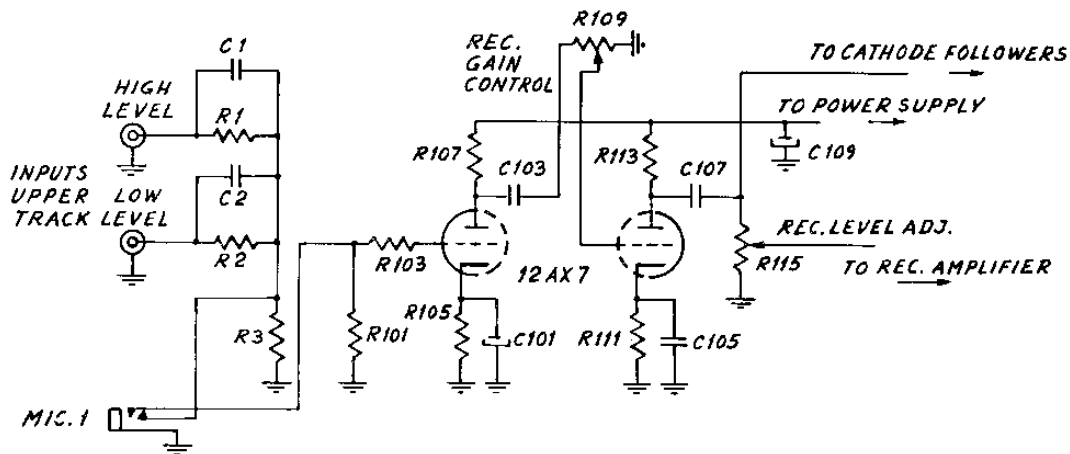 R109
REC.
GAIN
CONTROL
TO CATHODE FOLLOWERS
TO POWER SUPPLY
C1
HIGH
LEVEL
R1
R107
C103
R113
C107
C109
INPUTS
UPPER LOW
TRACK LEVEL
C2
R2
R103
12AX7
REC. LEVEL ADJ.
R115
TO REC. AMPLIFIER
R3
R101
R105
C101
R111
C105
MIC. 1